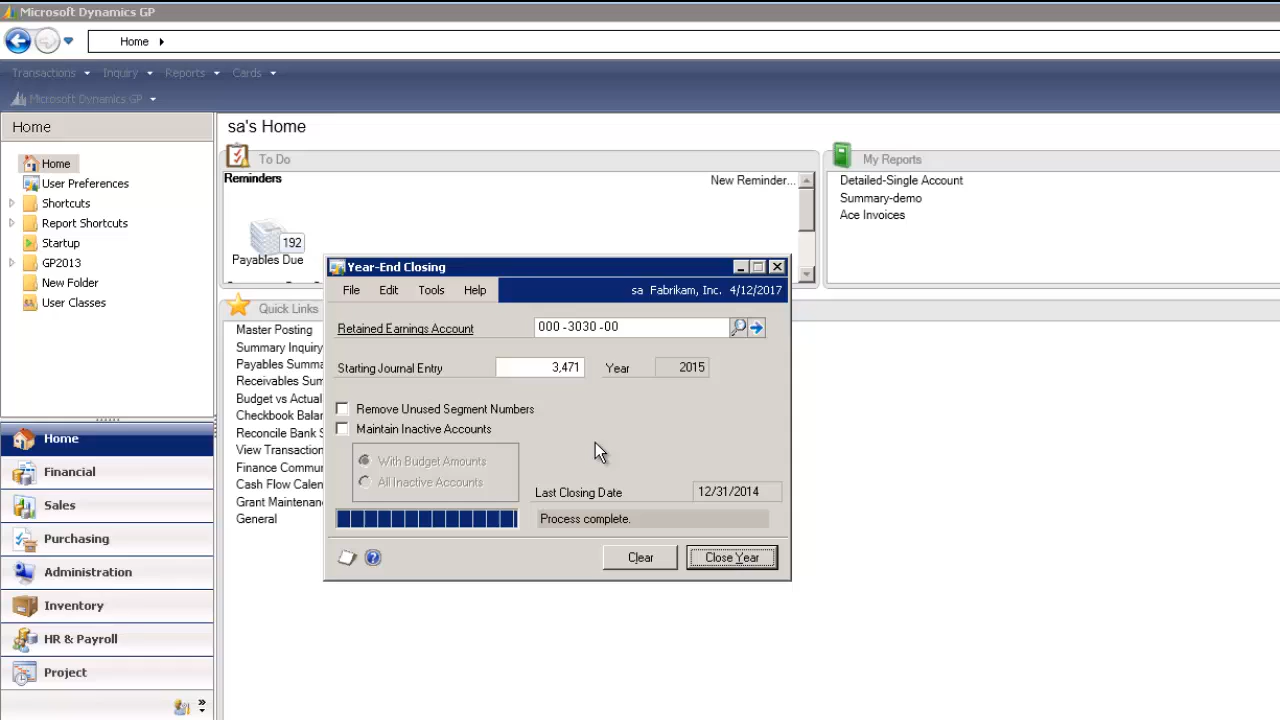 Microsoft Dynamics GP
Home
Transactions Inquiry Reports Cards
Microsoft Dynamics GP
Home
Home
User Preferences
Shortcuts
Report Shortcuts
Startup
GP2013
New Folder
User Classes
Home
Financial
Sales
Purchasing
Administration
Inventory
HR & Payroll
Project
sa's Home
To Do
Reminders
New Reminder...
192
Payables Due
My Reports
Detailed-Single Account
Summary-demo
Ace Invoices
Quick Links
Master Posting
Summary Inquiry
Payables Summa
Receivables Sum
Budget vs Actual
Checkbook Balan
Reconcile Bank S
View Transaction
Finance Commu
Cash Flow Calen
Grant Maintenan
General
Year-End Closing
File Edit Tools Help sa Fabrikam, Inc. 4/12/2017
Retained Earnings Account 000 -3030 -00
Starting Journal Entry 3,471 Year 2015
Remove Unused Segment Numbers
Maintain Inactive Accounts
With Budget Amounts
All Inactive Accounts
Last Closing Date 12/31/2014
Process complete.
Clear Close Year